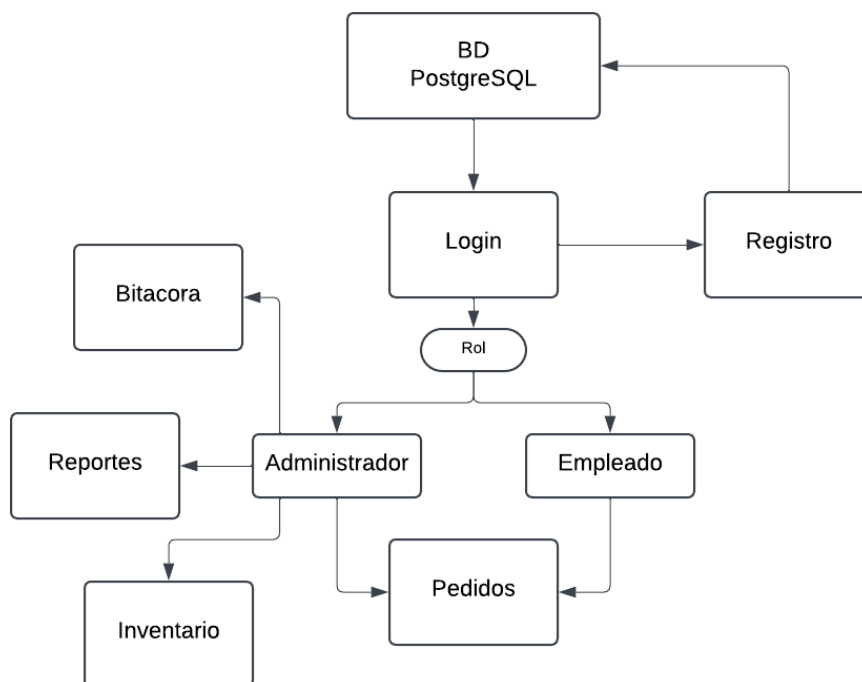 BD
PostgreSQL
Login
Registro
Bitacora
Rol
Reportes
Administrador
Empleado
Pedidos
Inventario